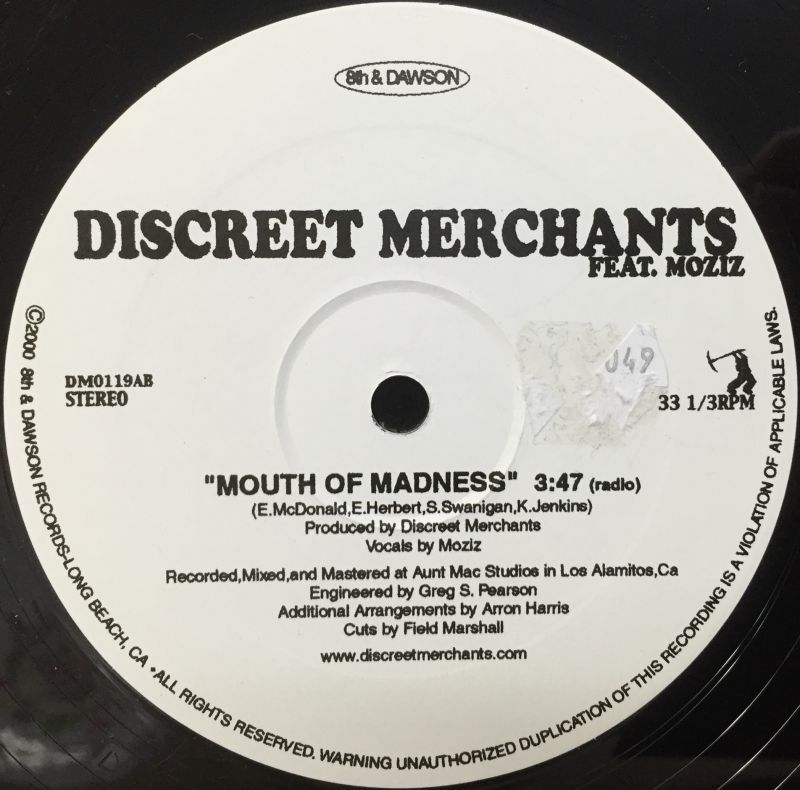 8th & DAWSON
DISCREET MERCHANTS
FEAT. MOZIZ
DM0119AB
STEREO
J49
33 1/3RPM
"MOUTH OF MADNESS" 3:47 (radio)
(E.McDonald,E.Herbert,S.Swanigan,K.Jenkins)
Produced by Discreet Merchants
Vocals by Moziz
Recorded,Mixed,and Mastered at Aunt Mac Studios in Los Alamitos,Ca
Engineered by Greg S. Pearson
Additional Arrangements by Arron Harris
Cuts by Field Marshall
www.discreetmerchants.com
©2000 8th & DAWSON RECORDS-LONG BEACH, CA • ALL RIGHTS RESERVED. WARNING UNAUTHORIZED DUPLICATION OF THIS RECORDING IS A VIOLATION OF APPLICABLE LAWS.